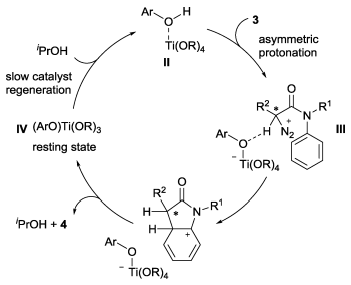 Ar O H
Ti(OR)4
II
3
asymmetric
protonation
iPrOH
slow catalyst
regeneration
IV (ArO)Ti(OR)3
resting state
iPrOH + 4
R2 * O
N R1
H N2 +
Ar O
− Ti(OR)4
III
R2 O
H * N R1
H +
Ar O
− Ti(OR)4